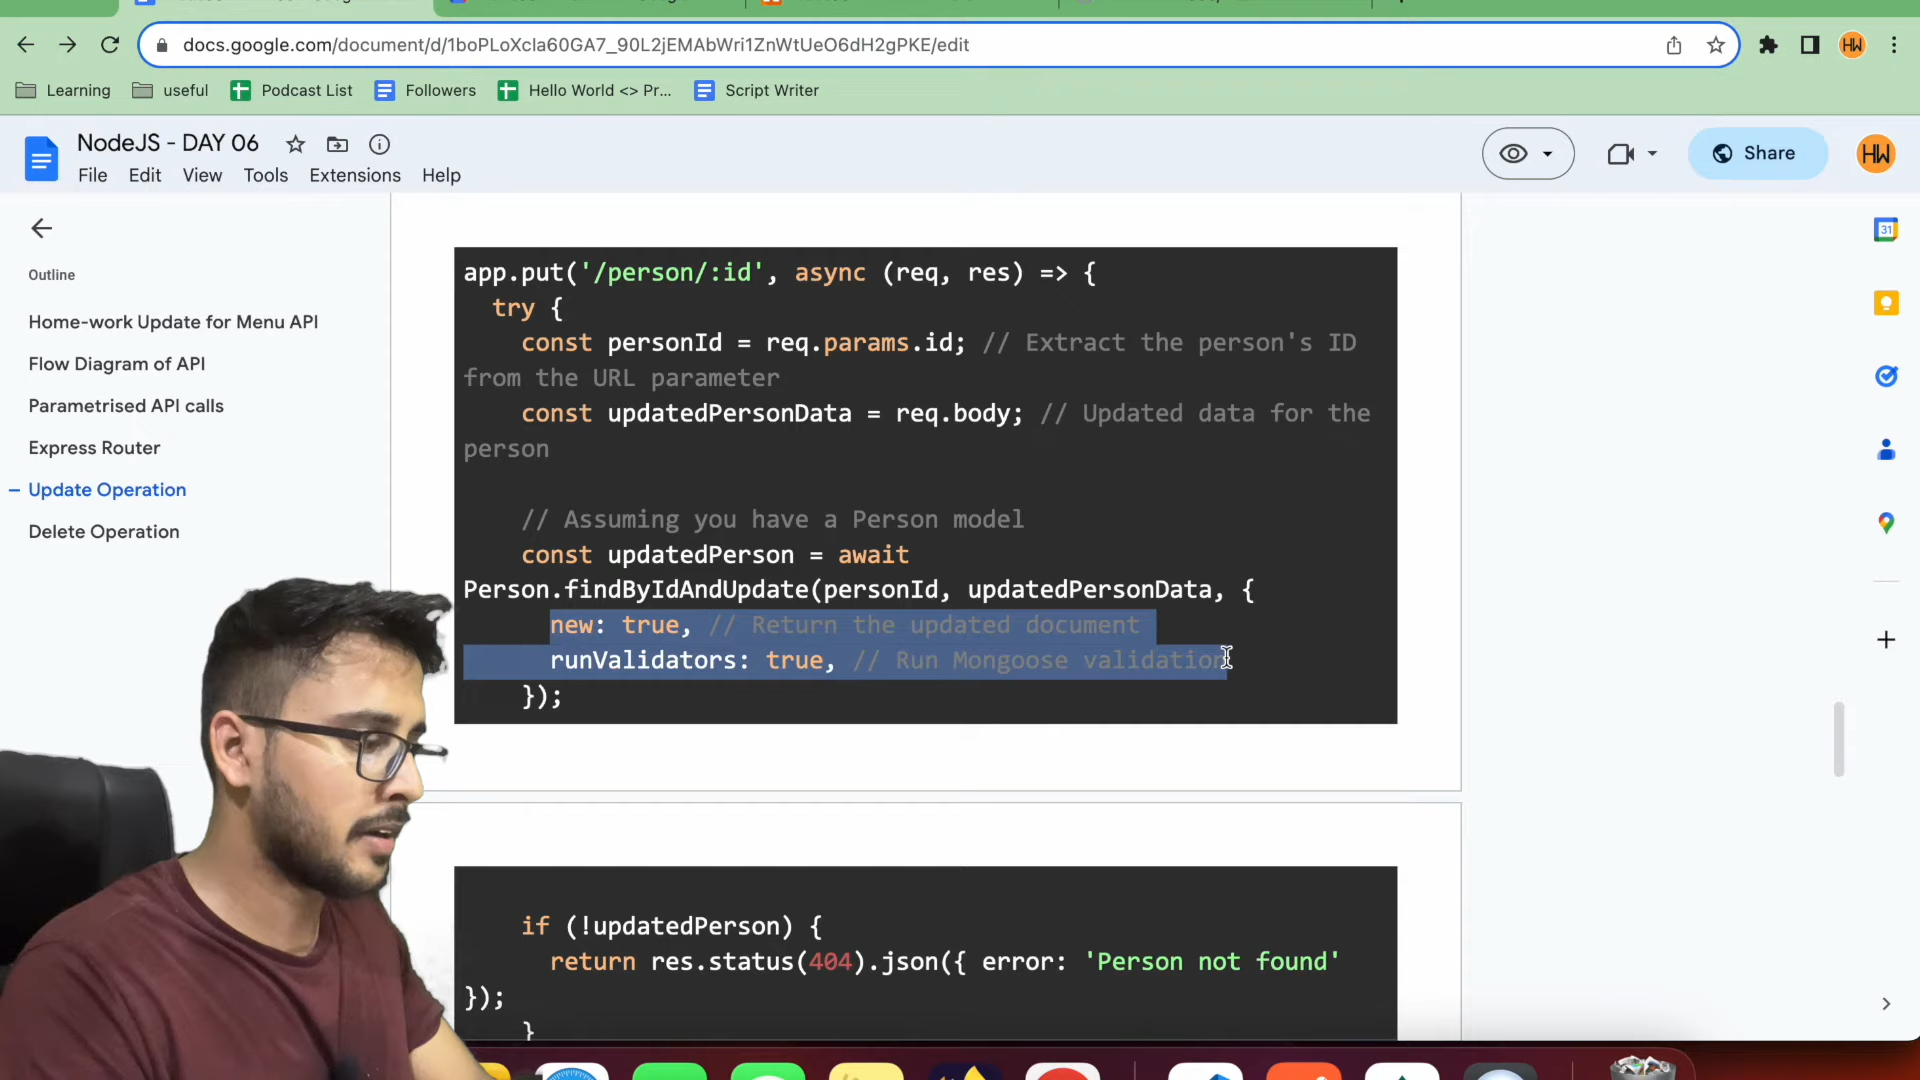 docs.google.com/document/d/1boPLoXcIa60GA7_90L2jEMAbWri1ZnWtUeO6dH2gPKE/edit
HW
Learning
useful
Podcast List
Followers
Hello World <> Pr...
Script Writer
NodeJS - DAY 06
File Edit View Tools Extensions Help
Share
HW
Outline
Home-work Update for Menu API
Flow Diagram of API
Parametrised API calls
Express Router
Update Operation
Delete Operation
app.put('/person/:id', async (req, res) => {
try {
const personId = req.params.id; // Extract the person's ID
from the URL parameter
const updatedPersonData = req.body; // Updated data for the
person
// Assuming you have a Person model
const updatedPerson = await
Person.findByIdAndUpdate(personId, updatedPersonData, {
new: true, // Return the updated document
runValidators: true, // Run Mongoose validation
});
if (!updatedPerson) {
return res.status(404).json({ error: 'Person not found'
});
}
31